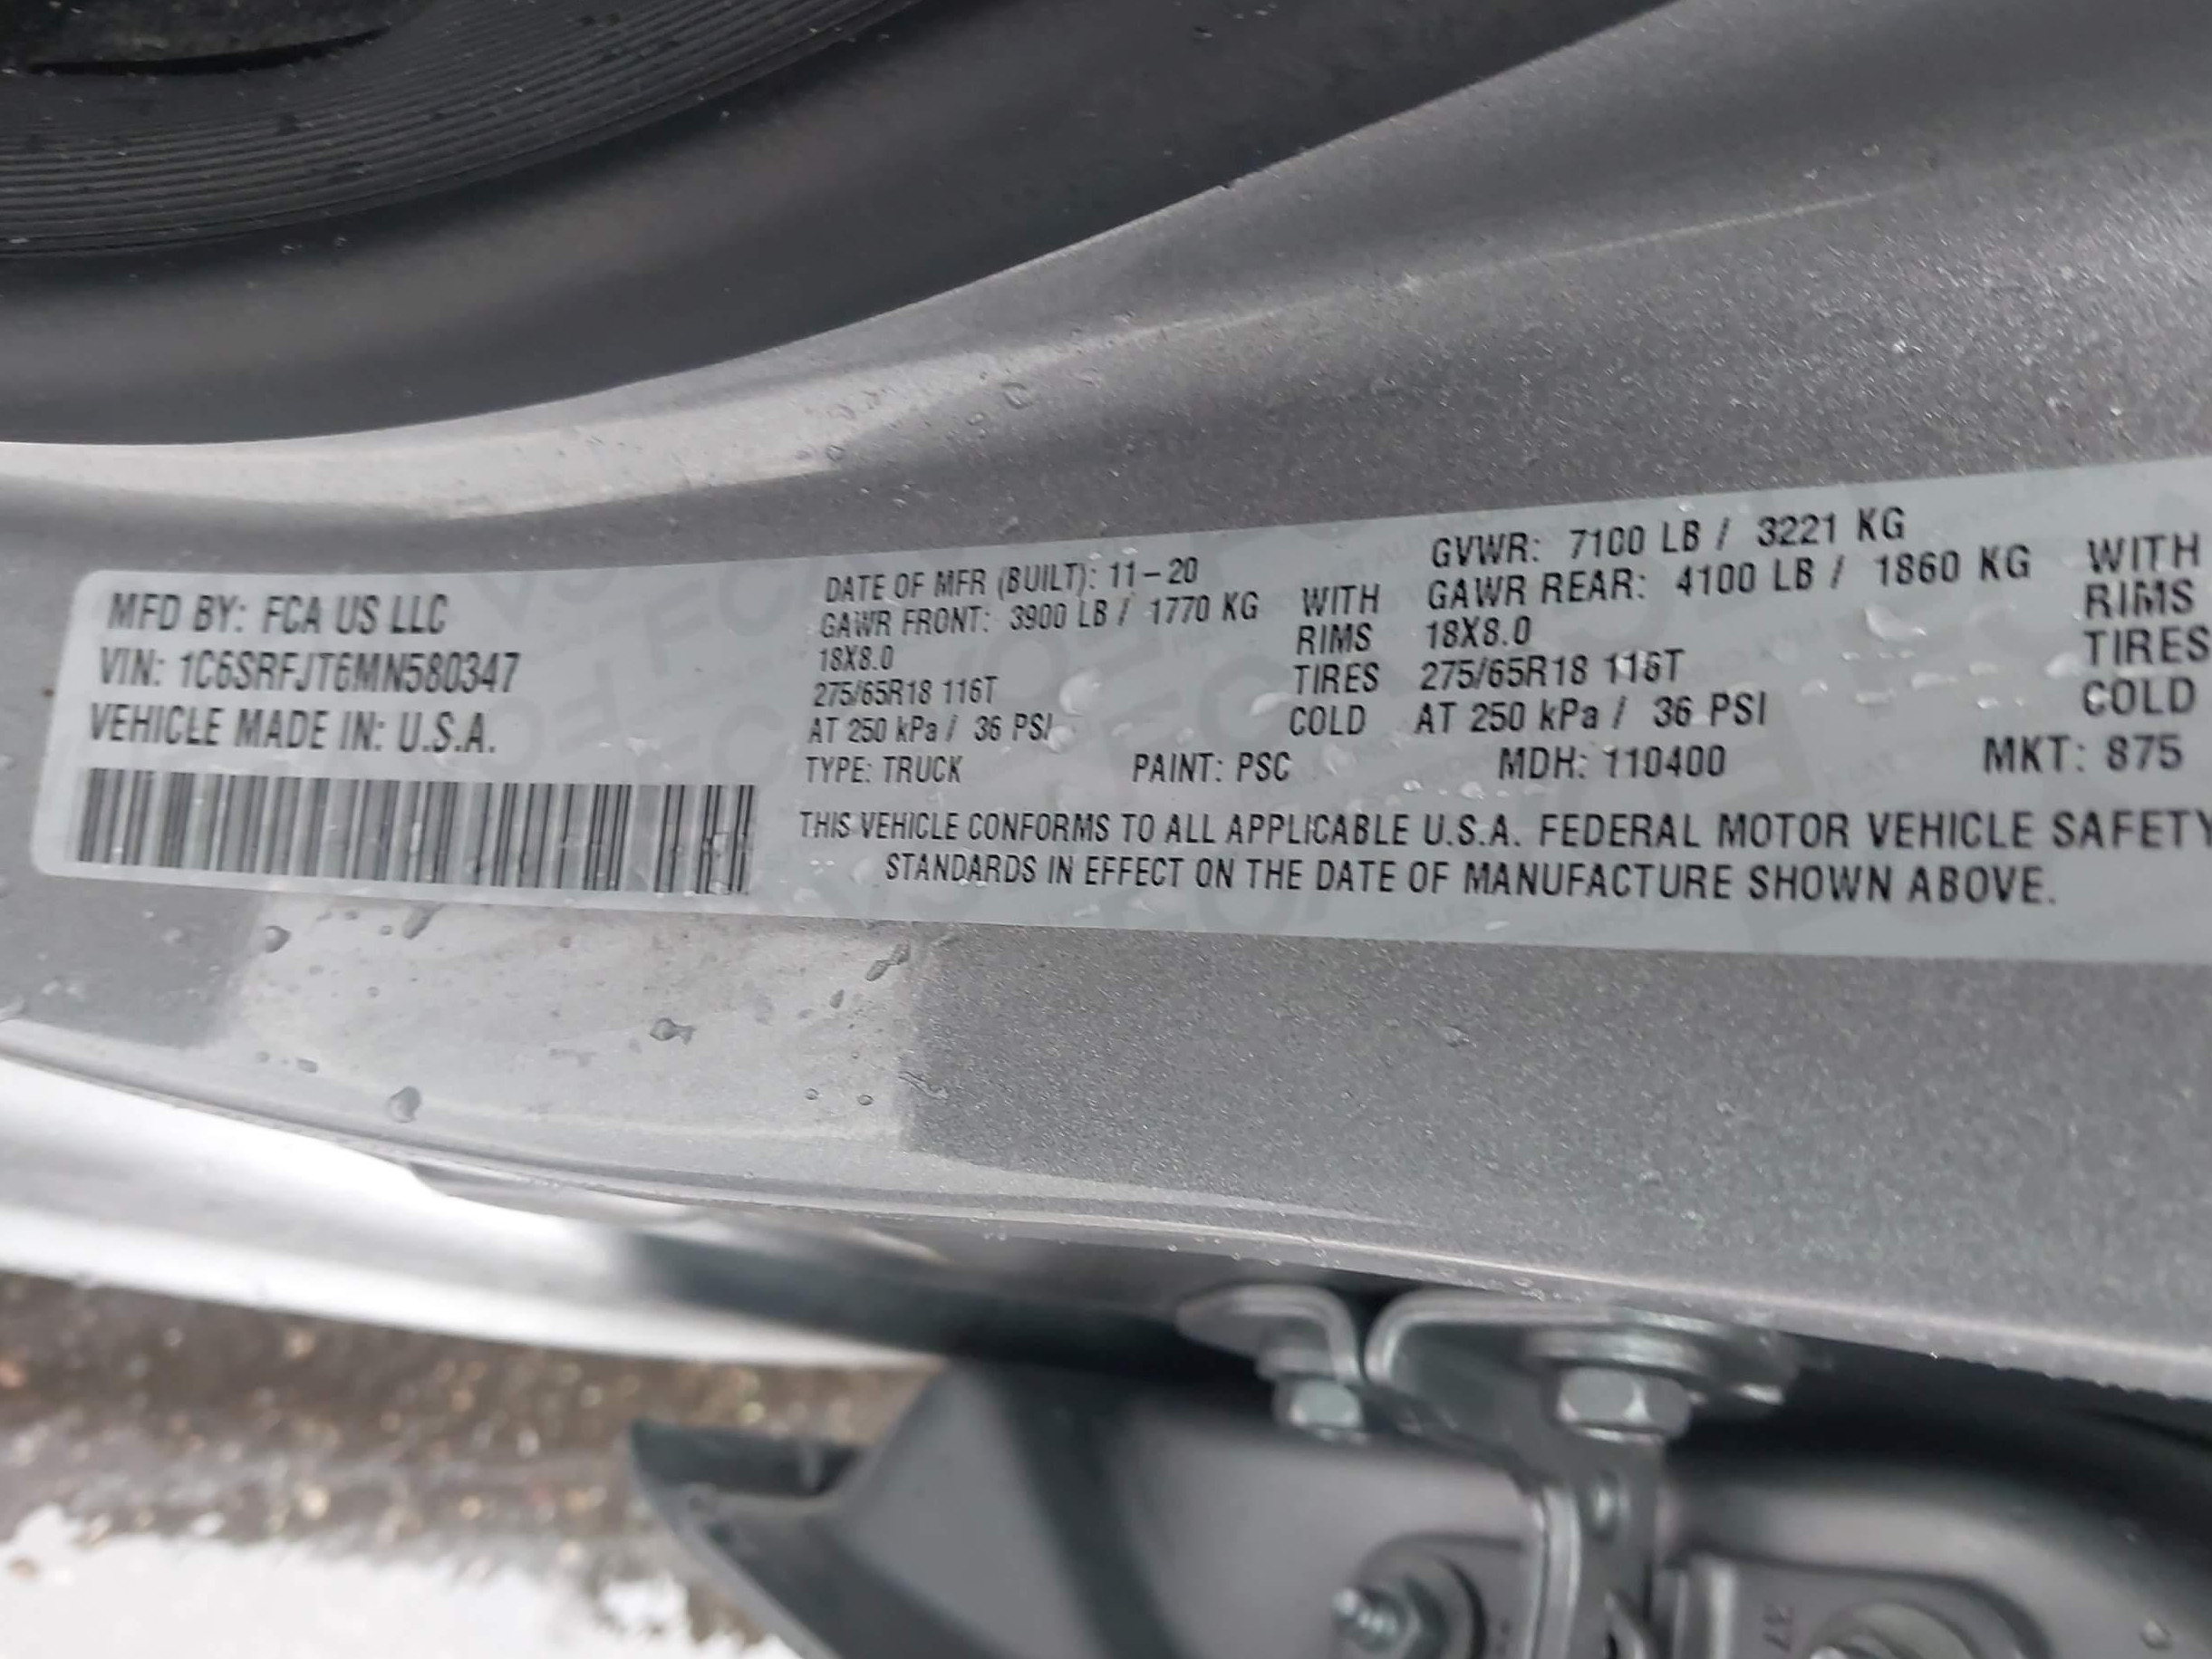 MFD BY: FCA US LLC
VIN: 1C6SRFJT6MN580347
VEHICLE MADE IN: U.S.A.
DATE OF MFR (BUILT): 11-20 GVWR: 7100 LB / 3221 KG
GAWR FRONT: 3900 LB / 1770 KG WITH GAWR REAR: 4100 LB / 1860 KG WITH
18X8.0 RIMS 18X8.0 RIMS
275/65R18 116T TIRES 275/65R18 116T TIRES
AT 250 kPa / 36 PSI COLD AT 250 kPa / 36 PSI COLD
TYPE: TRUCK PAINT: PSC MDH: 110400 MKT: 875
THIS VEHICLE CONFORMS TO ALL APPLICABLE U.S.A. FEDERAL MOTOR VEHICLE SAFETY
STANDARDS IN EFFECT ON THE DATE OF MANUFACTURE SHOWN ABOVE.
37